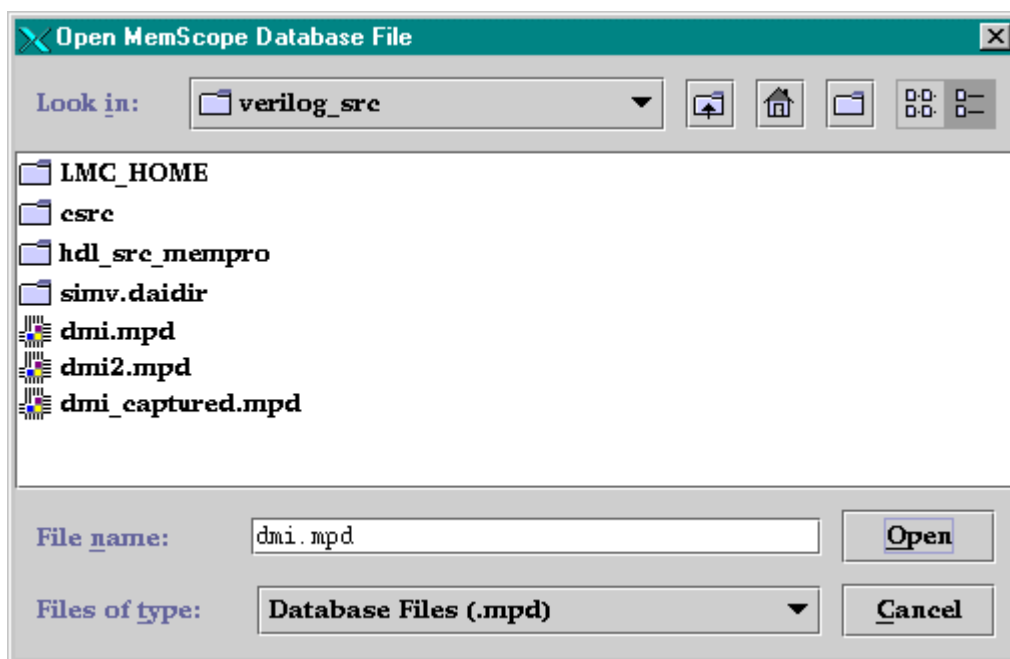 Open MemScope Database File
Look in: verilog_src
LMC_HOME
csrc
hdl_src_mempro
simv.daidir
dmi.mpd
dmi2.mpd
dmi_captured.mpd
File name: dmi.mpd Open
Files of type: Database Files (.mpd) Cancel